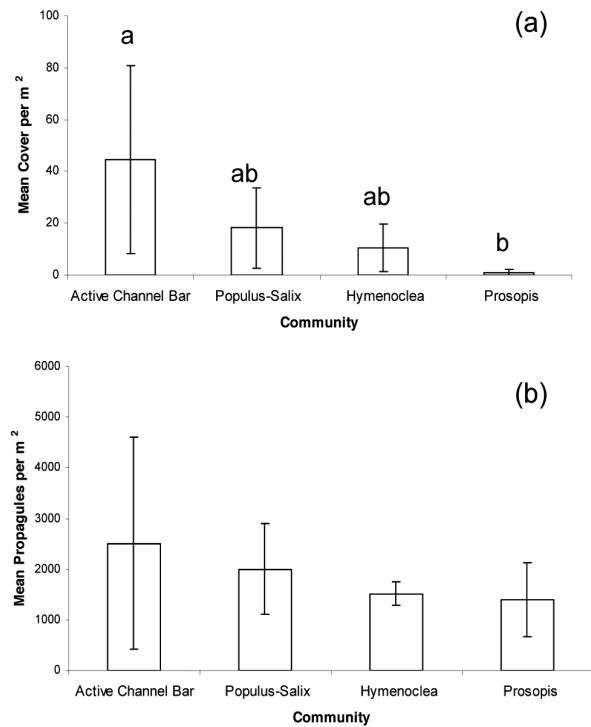 (a)
Mean Cover per m 2
100
80
60
40
20
0
a
ab
ab
b
Active Channel Bar Populus-Salix Hymenoclea Prosopis
Community
(b)
Mean Propagules per m 2
6000
5000
4000
3000
2000
1000
0
Active Channel Bar Populus-Salix Hymenoclea Prosopis
Community